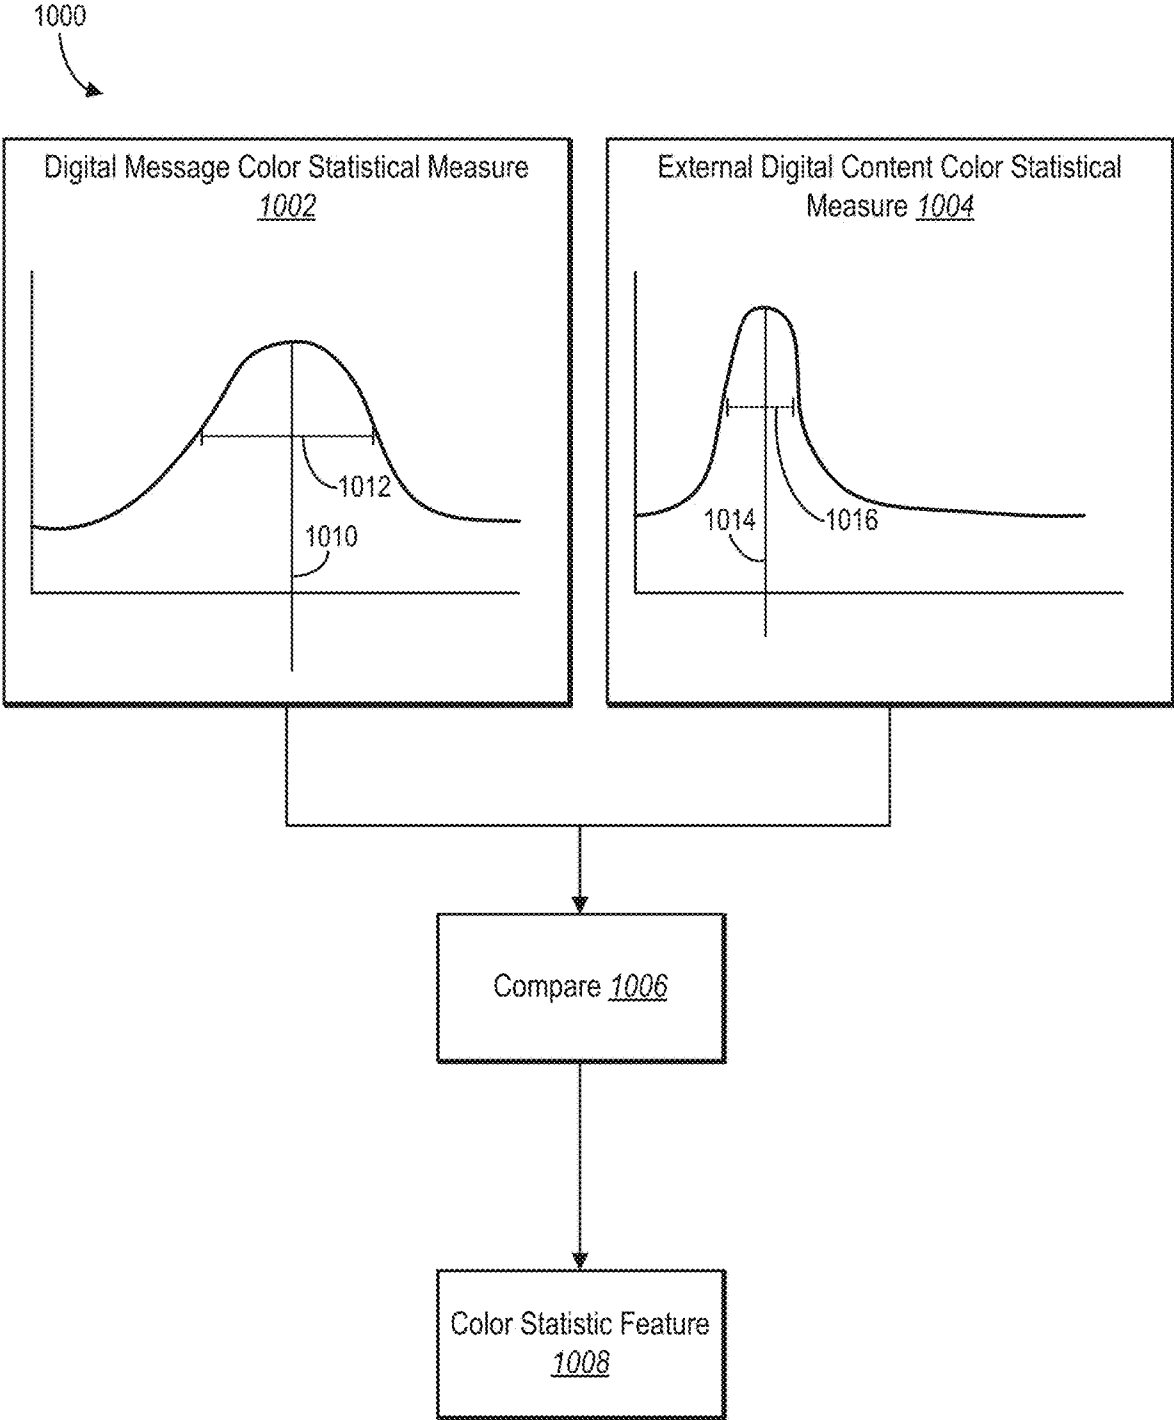 1000
Digital Message Color Statistical Measure
1002
External Digital Content Color Statistical
Measure 1004
1012
1010
1014
1016
Compare 1006
Color Statistic Feature
1008